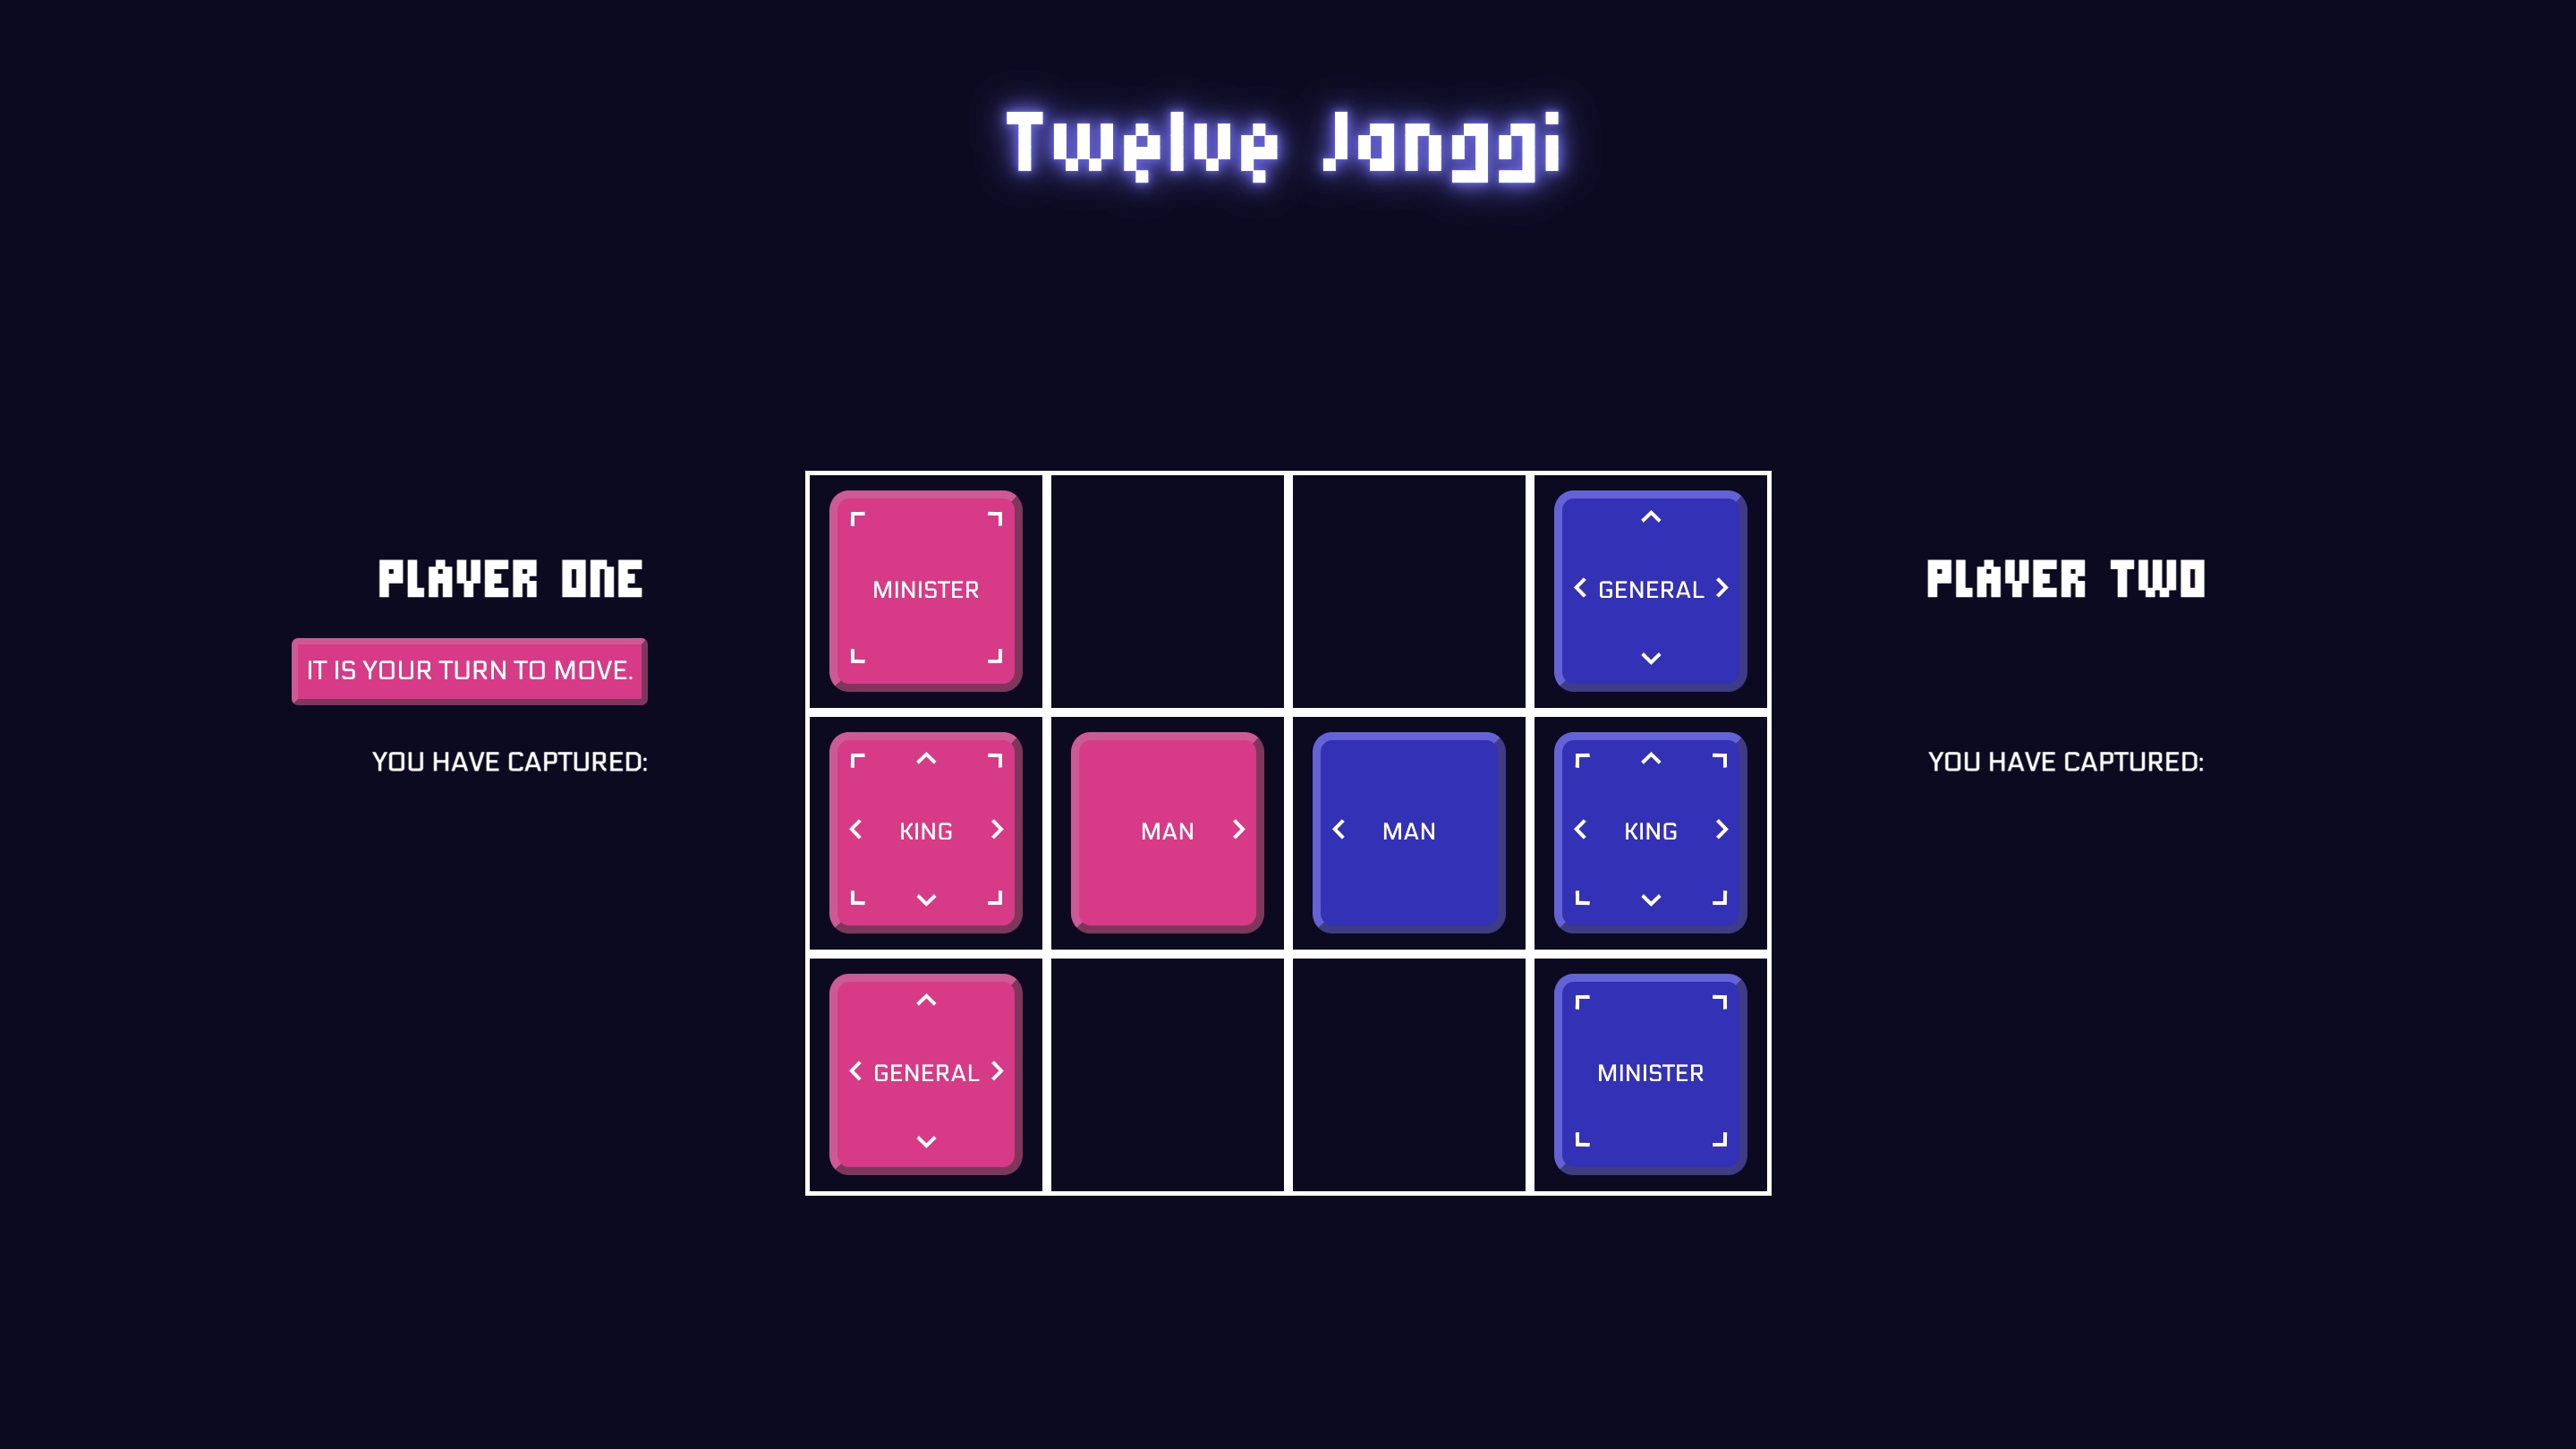 Twelve Janggi
PLAYER ONE
IT IS YOUR TURN TO MOVE.
YOU HAVE CAPTURED:
MINISTER
GENERAL
KING
MAN
MAN
KING
GENERAL
MINISTER
PLAYER TWO
YOU HAVE CAPTURED: